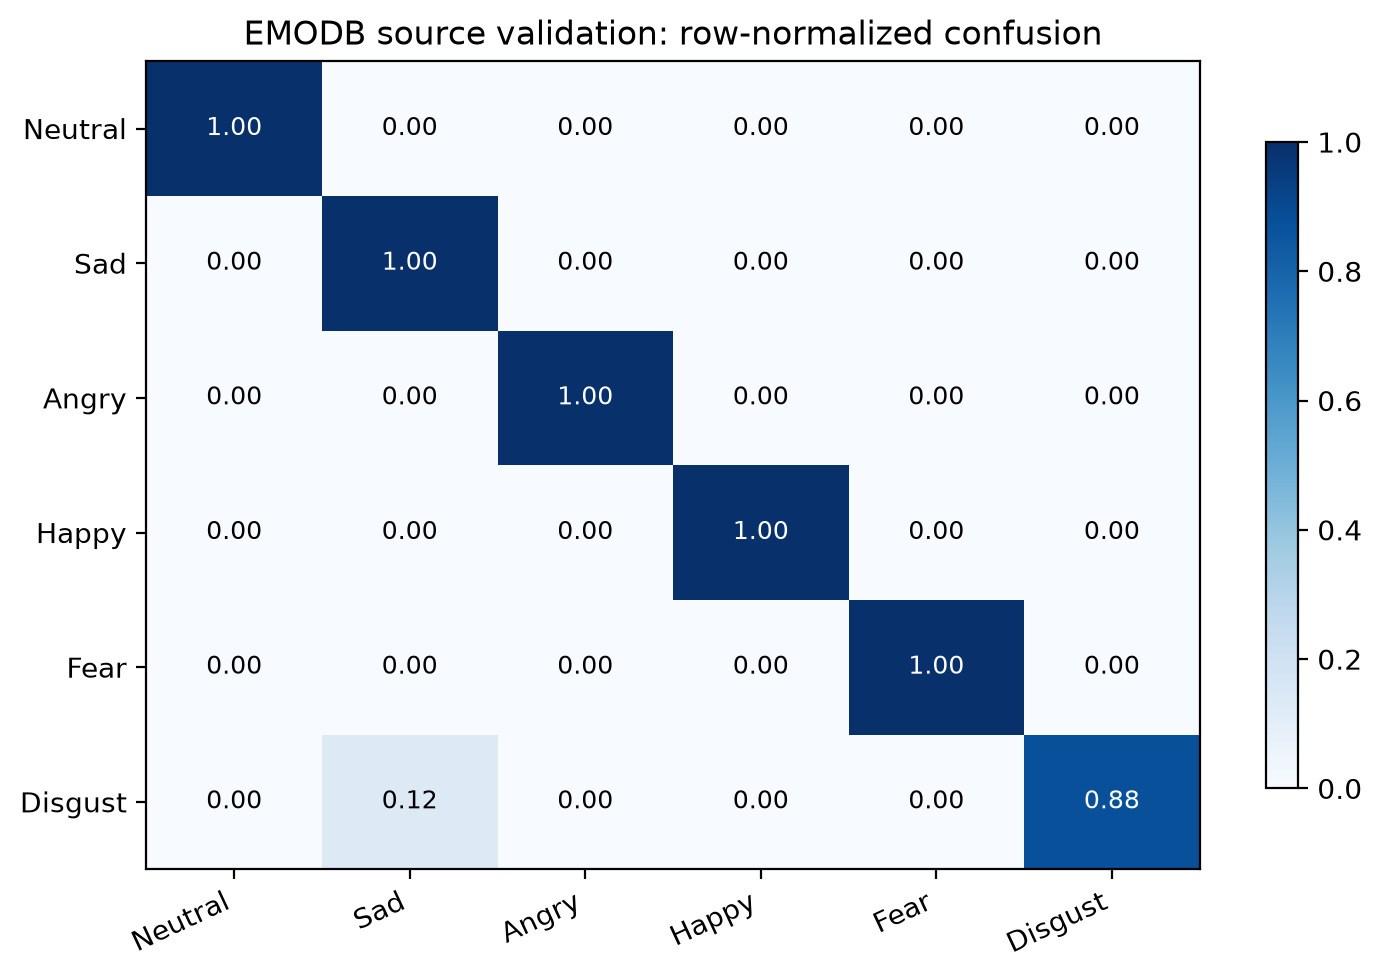 EMODB source validation: row-normalized confusion
Neutral 1.00 0.00 0.00 0.00 0.00 0.00
Sad 0.00 1.00 0.00 0.00 0.00 0.00
Angry 0.00 0.00 1.00 0.00 0.00 0.00
Happy 0.00 0.00 0.00 1.00 0.00 0.00
Fear 0.00 0.00 0.00 0.00 1.00 0.00
Disgust 0.00 0.12 0.00 0.00 0.00 0.88
Neutral Sad Angry Happy Fear Disgust
1.0
0.8
0.6
0.4
0.2
0.0